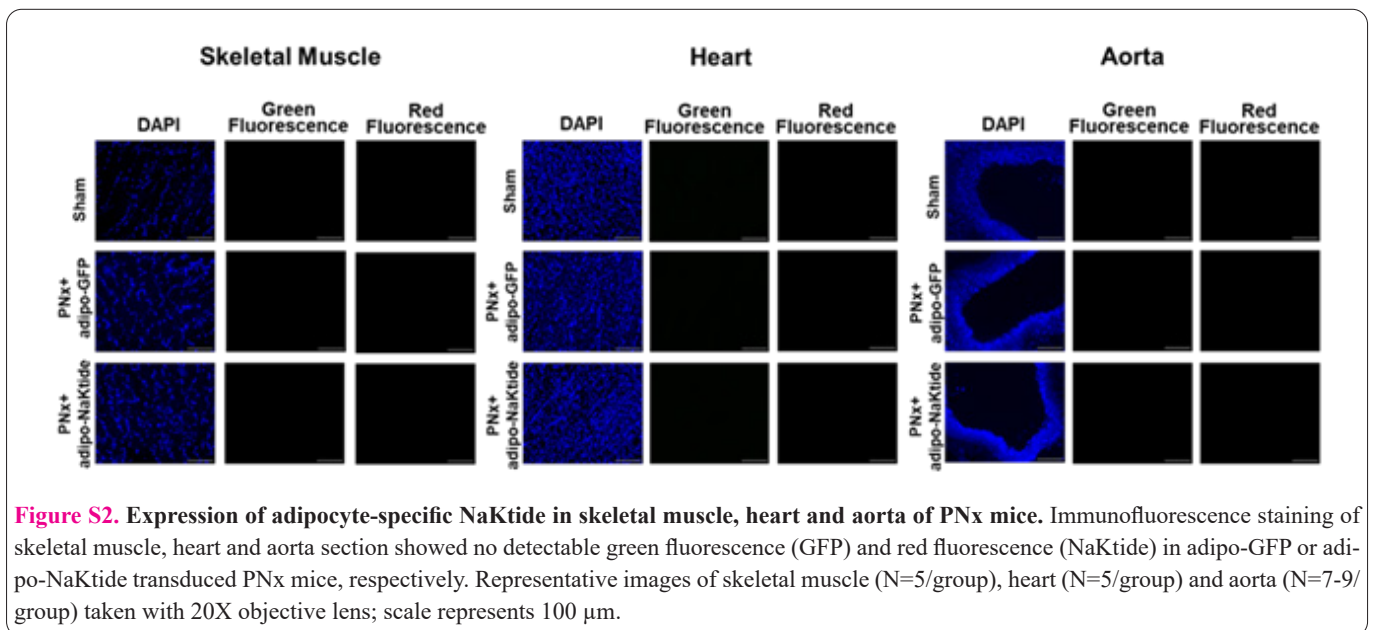 Skeletal Muscle
Heart
Aorta
DAPI
Green
Fluorescence
Red
Fluorescence
DAPI
Green
Fluorescence
Red
Fluorescence
DAPI
Green
Fluorescence
Red
Fluorescence
Sham
Sham
Sham
PNx+
adipo-GFP
PNx+
adipo-GFP
PNx+
adipo-GFP
PNx+
adipo-NaKtide
PNx+
adipo-NaKtide
PNx+
adipo-NaKtide
Figure S2. Expression of adipocyte-specific NaKtide in skeletal muscle, heart and aorta of PNx mice. Immunofluorescence staining of
skeletal muscle, heart and aorta section showed no detectable green fluorescence (GFP) and red fluorescence (NaKtide) in adipo-GFP or adi-
po-NaKtide transduced PNx mice, respectively. Representative images of skeletal muscle (N=5/group), heart (N=5/group) and aorta (N=7-9/
group) taken with 20X objective lens; scale represents 100 µm.